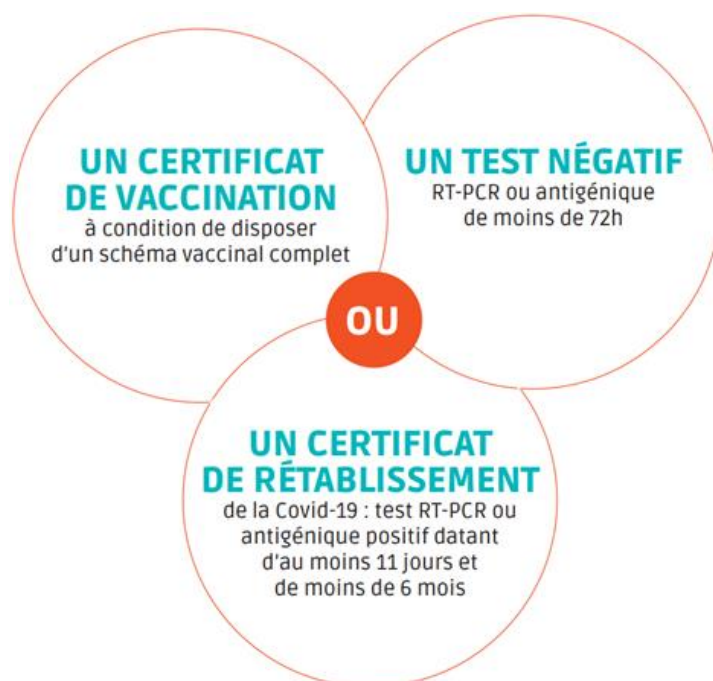 UN CERTIFICAT
DE VACCINATION
à condition de disposer
d'un schéma vaccinal complet
UN TEST NÉGATIF
RT-PCR ou antigénique
de moins de 72h
OU
UN CERTIFICAT
DE RÉTABLISSEMENT
de la Covid-19 : test RT-PCR ou
antigénique positif datant
d'au moins 11 jours et
de moins de 6 mois